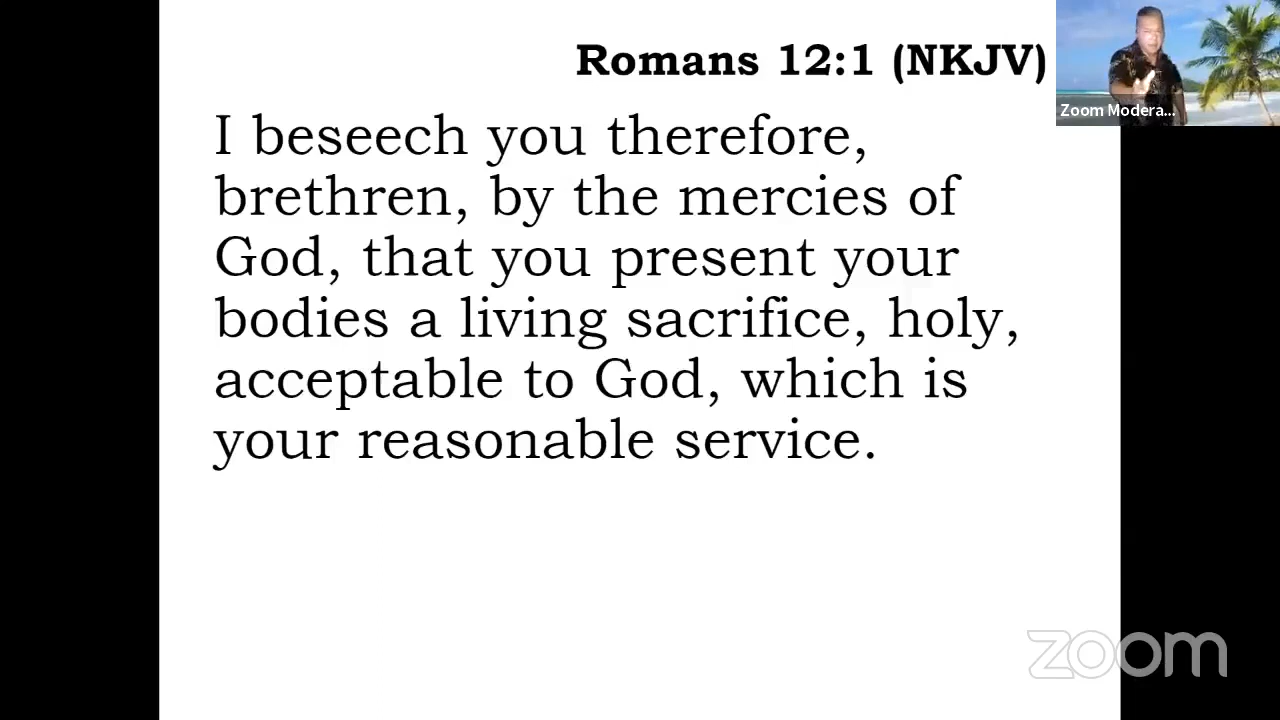 Romans 12:1 (NKJV)
Zoom Modera...
I beseech you therefore,
brethren, by the mercies of
God, that you present your
bodies a living sacrifice, holy,
acceptable to God, which is
your reasonable service.
zoom